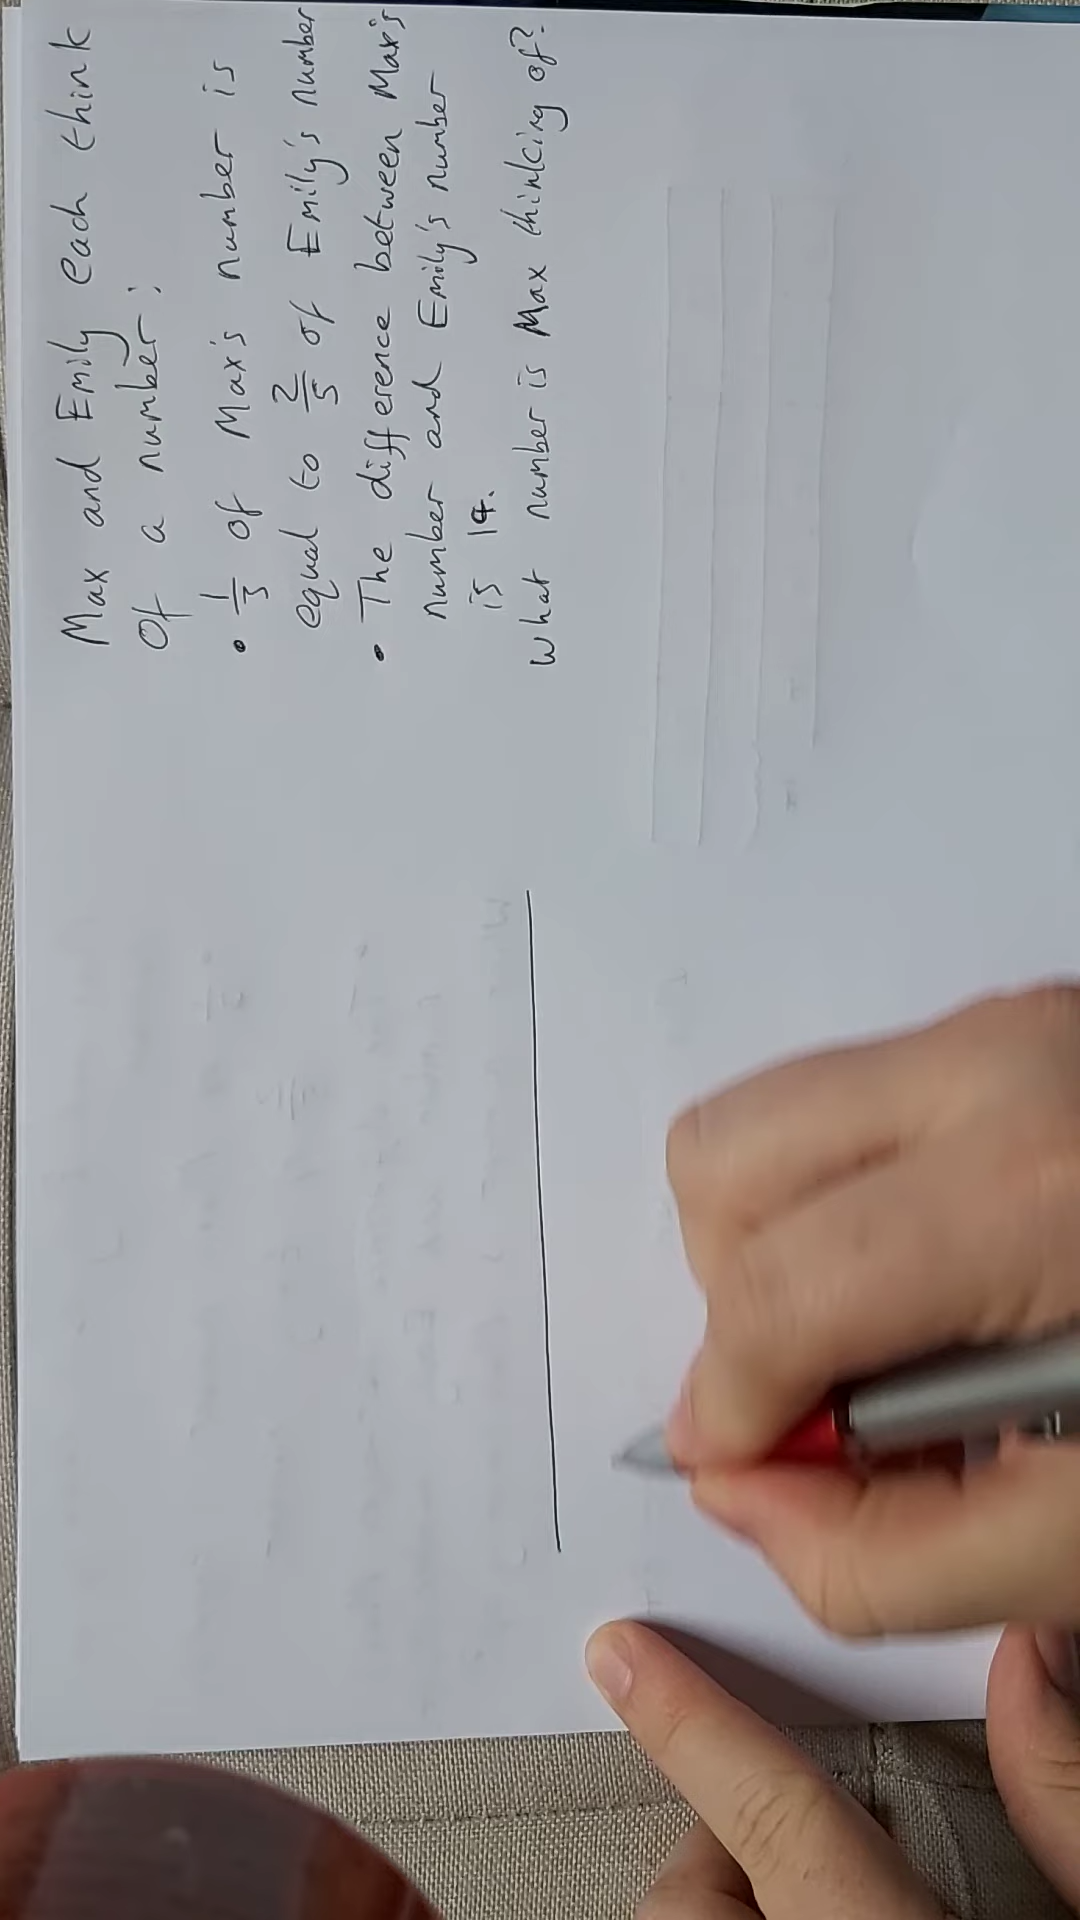 Max and Emily each think
of a number:
• 1/3 of Max's number is
equal to 2/5 of Emily's number
• The difference between Max's
number and Emily's number
is 14.
What number is Max thinking of?